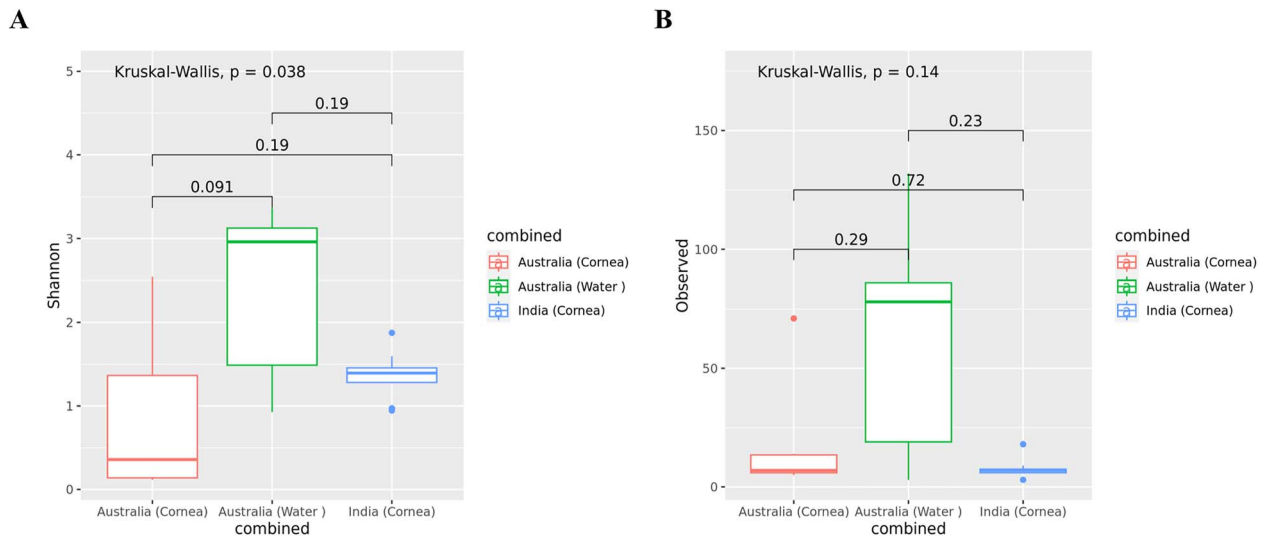 A
Kruskal-Wallis, p = 0.038
5
4
3
2
1
0
0.19
0.19
0.091
Shannon
Australia (Cornea)
Australia (Water )
India (Cornea)
combined
combined
a Australia (Cornea)
a Australia (Water )
a India (Cornea)
B
Kruskal-Wallis, p = 0.14
150
100
50
0
0.23
0.72
0.29
Observed
Australia (Cornea)
Australia (Water )
India (Cornea)
combined
combined
a Australia (Cornea)
a Australia (Water )
a India (Cornea)